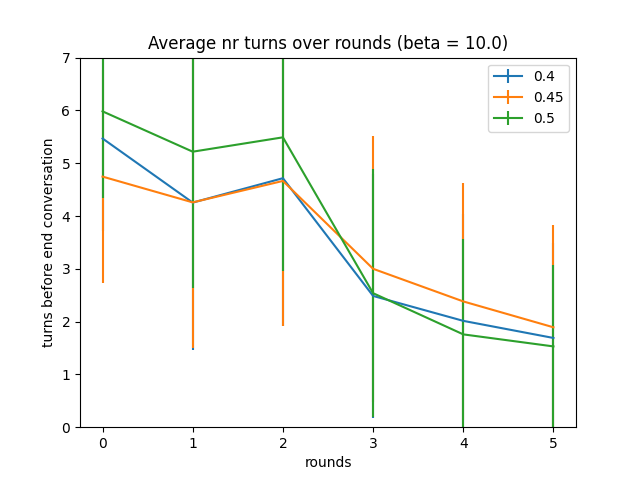 Average nr turns over rounds (beta = 10.0)
7
6
5
4
3
2
1
0
turns before end conversation
0.4
0.45
0.5
0 1 2 3 4 5
rounds